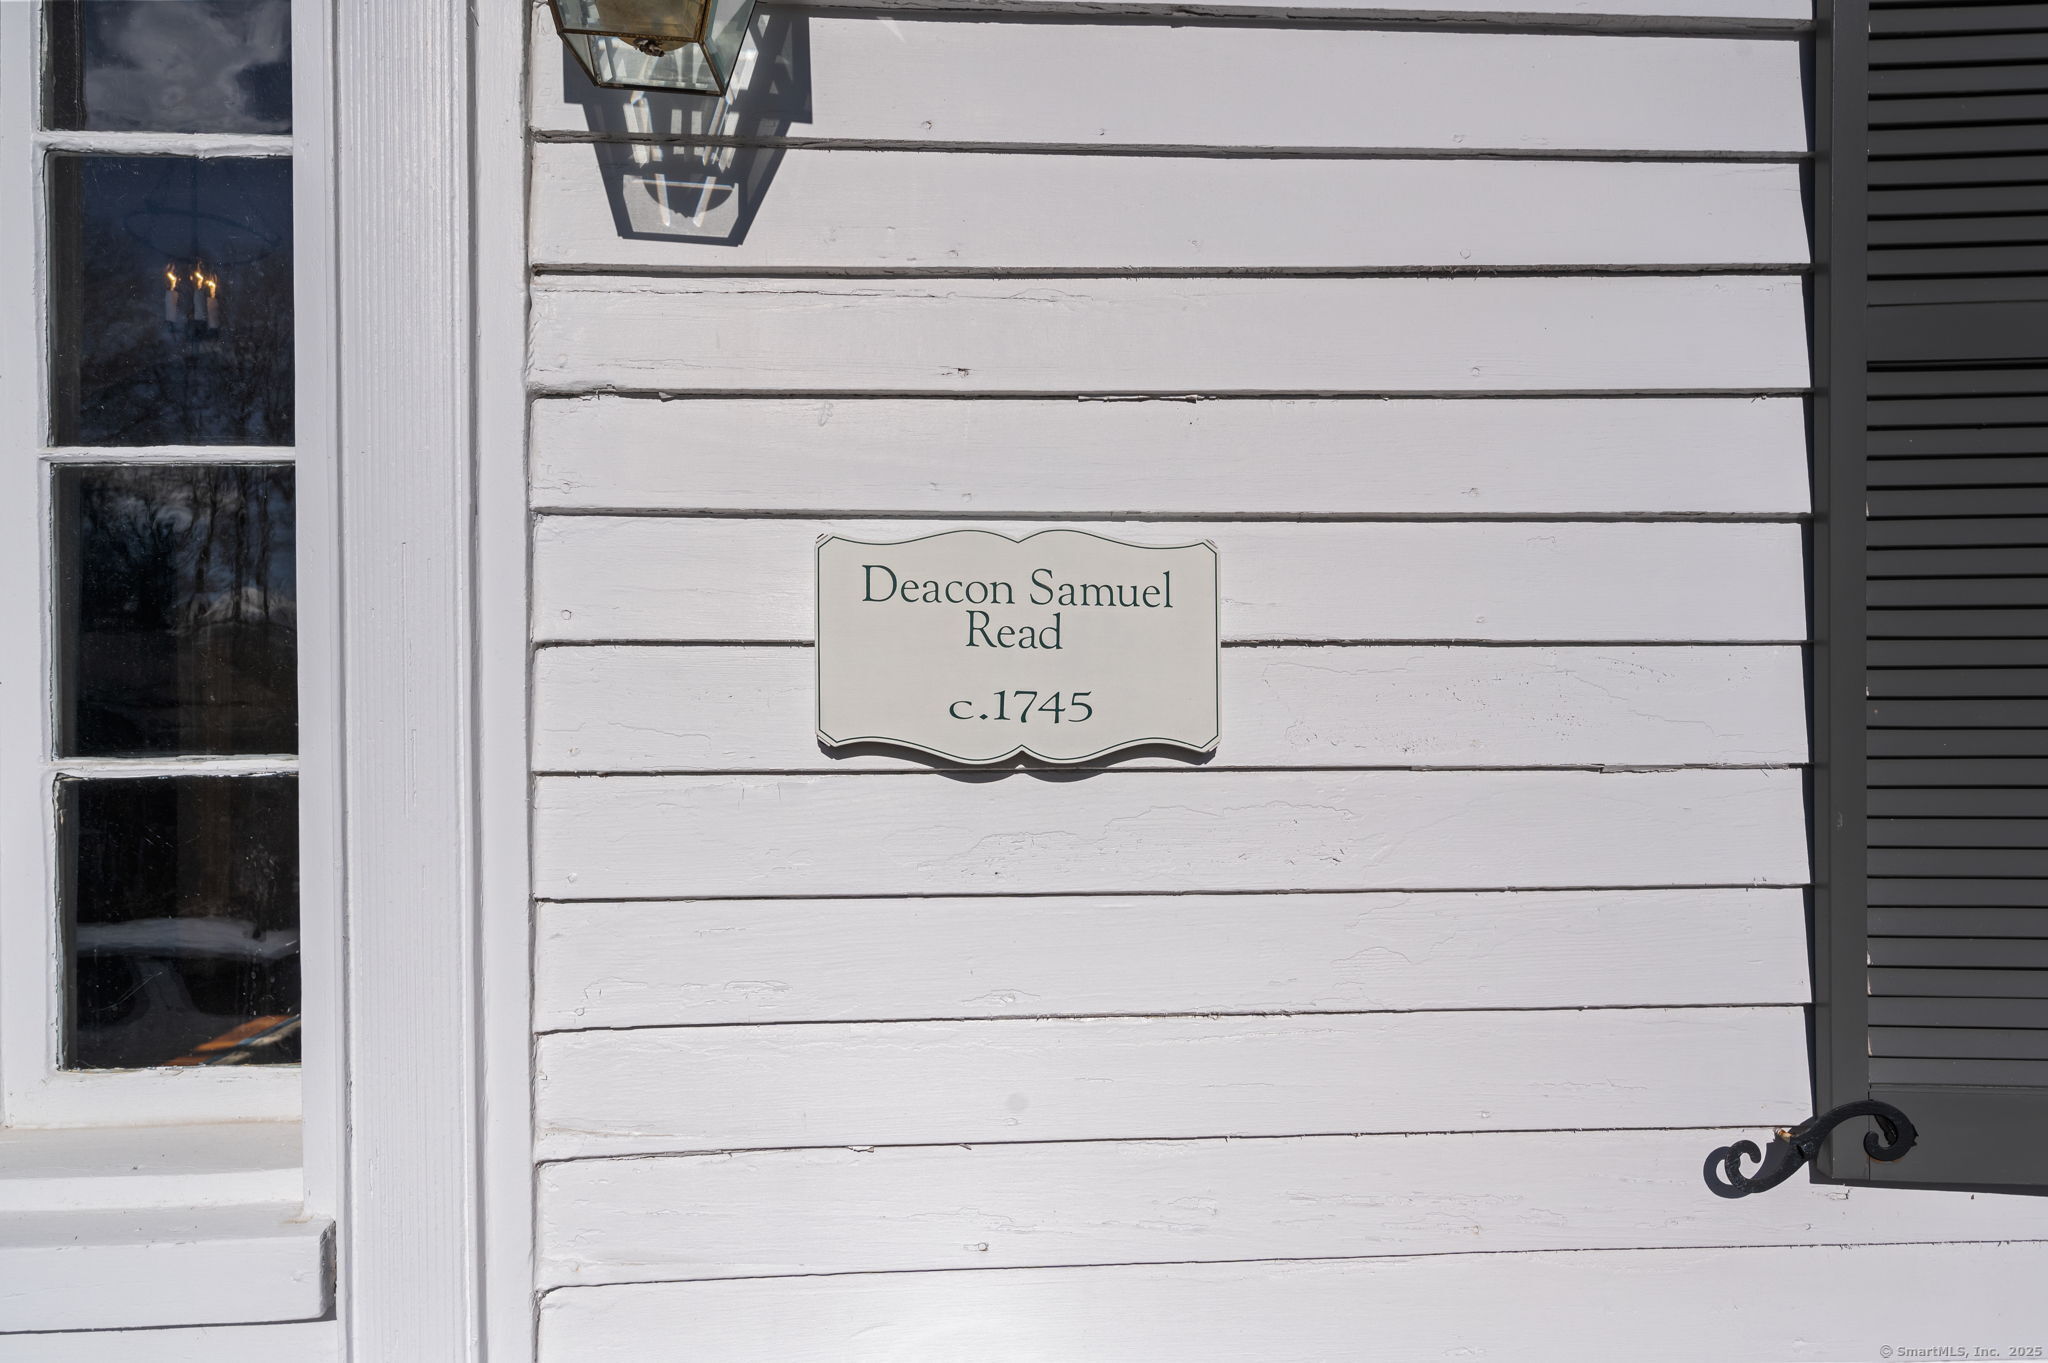 Deacon Samuel
Read
c.1745
© SmartMLS, Inc. 2025